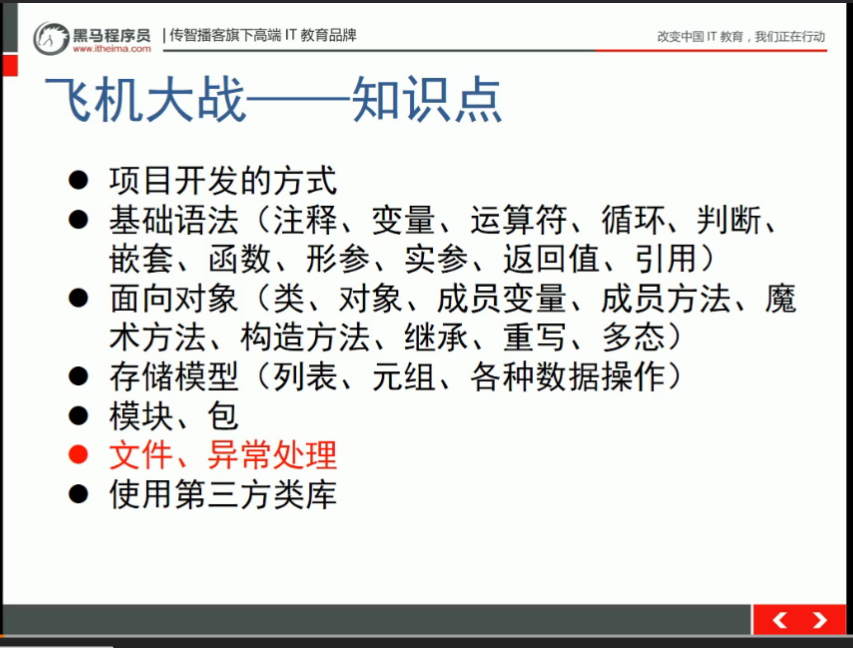 黑马程序员 | 传智播客旗下高端 IT 教育品牌
www.itheima.com
改变中国 IT 教育，我们正在行动
飞机大战——知识点
● 项目开发的方式
● 基础语法（注释、变量、运算符、循环、判断、
嵌套、函数、形参、实参、返回值、引用）
● 面向对象（类、对象、成员变量、成员方法、魔
术方法、构造方法、继承、重写、多态）
● 存储模型（列表、元组、各种数据操作）
● 模块、包
● 文件、异常处理
● 使用第三方类库